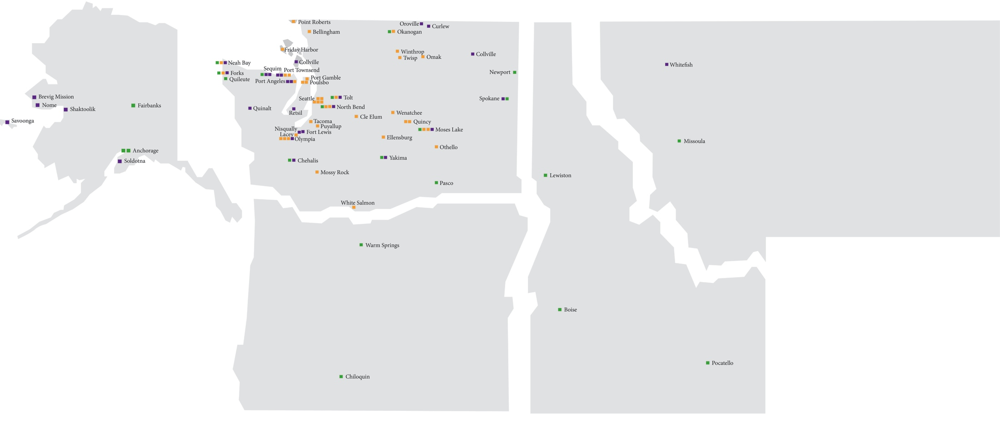 Point Roberts
Oroville
Curlew
Bellingham
Okanogan
Friday Harbor
Winthrop
Twisp
Omak
Collville
Neah Bay
Collville
Whitefish
Sequim
Port Townsend
Forks
Newport
Quileute
Port Angeles
Port Gamble
Poulsbo
Brevig Mission
Seattle
Tolt
Spokane
Nome
Shaktoolik
Fairbanks
Quinalt
North Bend
Retsil
Wenatchee
Cle Elum
Savoonga
Tacoma
Quincy
Puyallup
Nisqually
Fort Lewis
Moses Lake
Lacey
Olympia
Ellensburg
Missoula
Othello
Anchorage
Soldotna
Chehalis
Yakima
Mossy Rock
Lewiston
Pasco
White Salmon
Warm Springs
Boise
Pocatello
Chiloquin